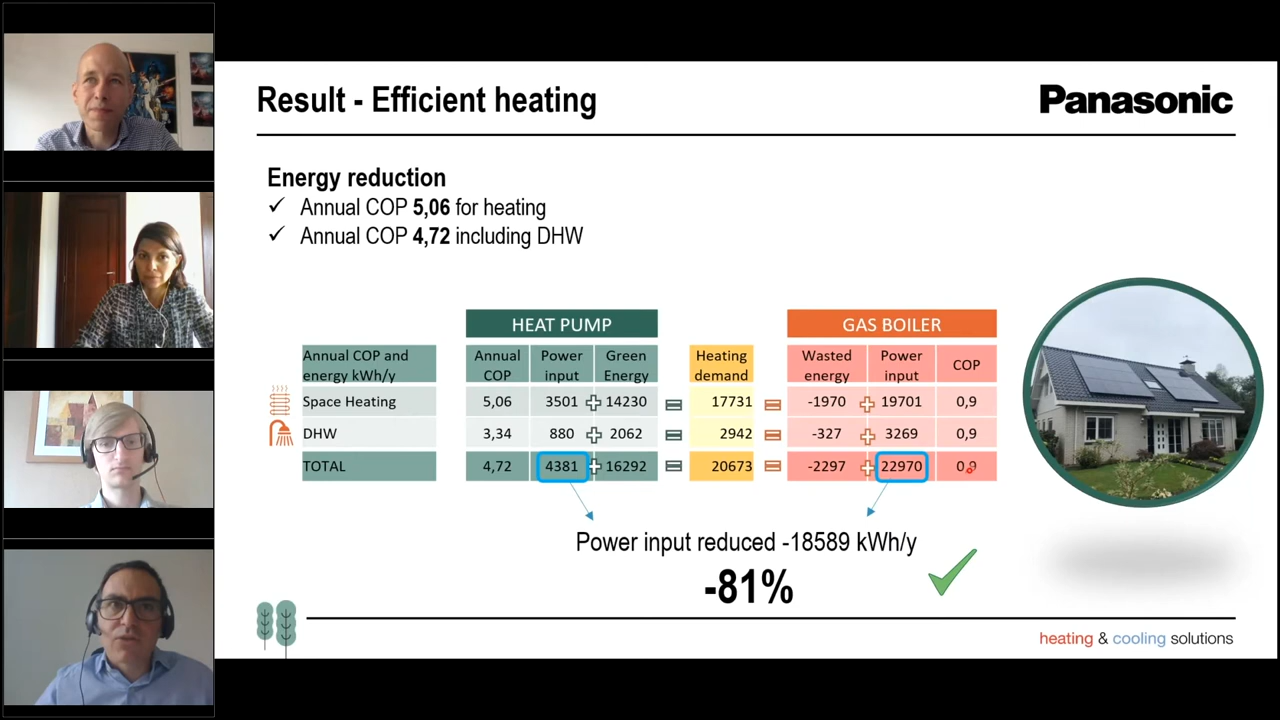 Result - Efficient heating
Panasonic
Energy reduction
✓ Annual COP 5,06 for heating
✓ Annual COP 4,72 including DHW
HEAT PUMP
GAS BOILER
Annual COP and energy kWh/y
Annual COP
Power input
Green Energy
Heating demand
Wasted energy
Power input
COP
Space Heating 5,06 3501 + 14230 = 17731 = -1970 + 19701 0,9
DHW 3,34 880 + 2062 = 2942 = -327 + 3269 0,9
TOTAL 4,72 4381 + 16292 = 20673 = -2297 + 22970 0,9
Power input reduced -18589 kWh/y
-81%
heating & cooling solutions